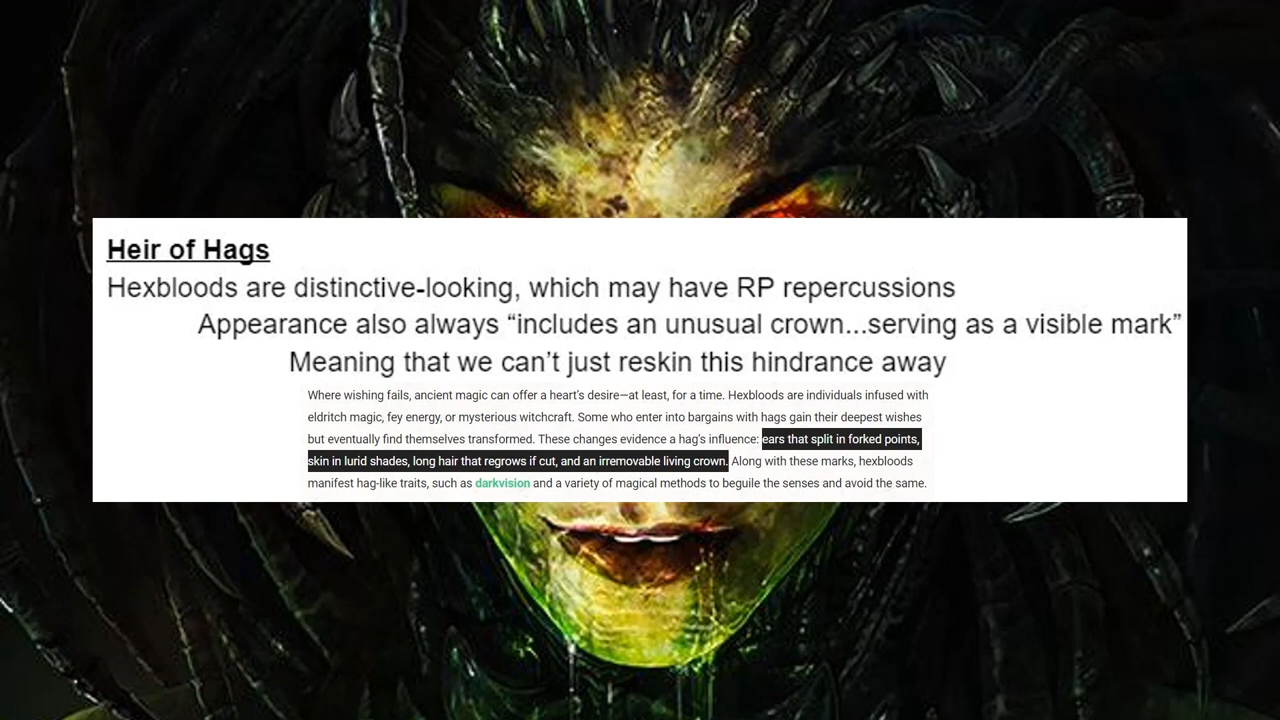 Heir of Hags
Hexbloods are distinctive-looking, which may have RP repercussions
Appearance also always “includes an unusual crown...serving as a visible mark”
Meaning that we can’t just reskin this hindrance away
Where wishing fails, ancient magic can offer a heart’s desire—at least, for a time. Hexbloods are individuals infused with
eldritch magic, fey energy, or mysterious witchcraft. Some who enter into bargains with hags gain their deepest wishes
but eventually find themselves transformed. These changes evidence a hag’s influence: ears that split in forked points,
skin in lurid shades, long hair that regrows if cut, and an irremovable living crown. Along with these marks, hexbloods
manifest hag-like traits, such as darkvision and a variety of magical methods to beguile the senses and avoid the same.